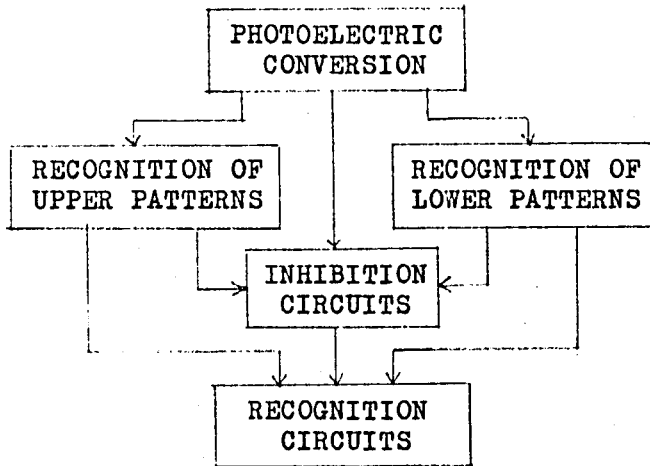 PHOTOELECTRIC
CONVERSION
RECOGNITION OF
UPPER PATTERNS
RECOGNITION OF
LOWER PATTERNS
INHIBITION
CIRCUITS
RECOGNITION
CIRCUITS